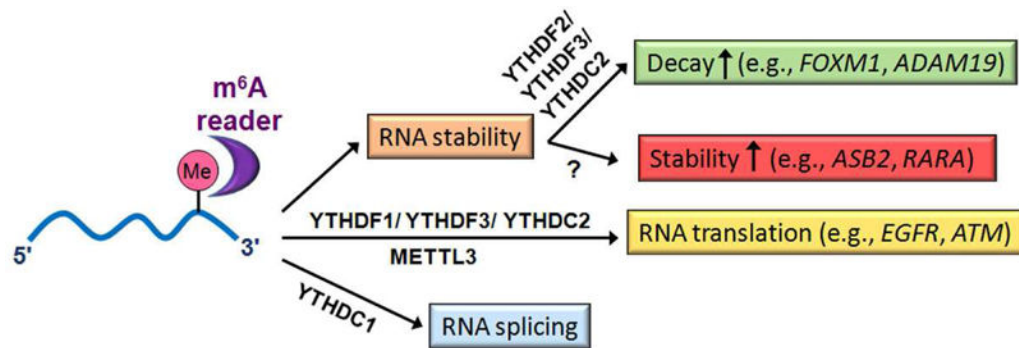 m⁶A
reader
Me
5'
3'
RNA stability
YTHDF2/
YTHDF3/
YTHDC2
Decay ↑ (e.g., FOXM1, ADAM19)
?
Stability ↑ (e.g., ASB2, RARA)
YTHDF1/ YTHDF3/ YTHDC2
METTL3
RNA translation (e.g., EGFR, ATM)
YTHDC1
RNA splicing